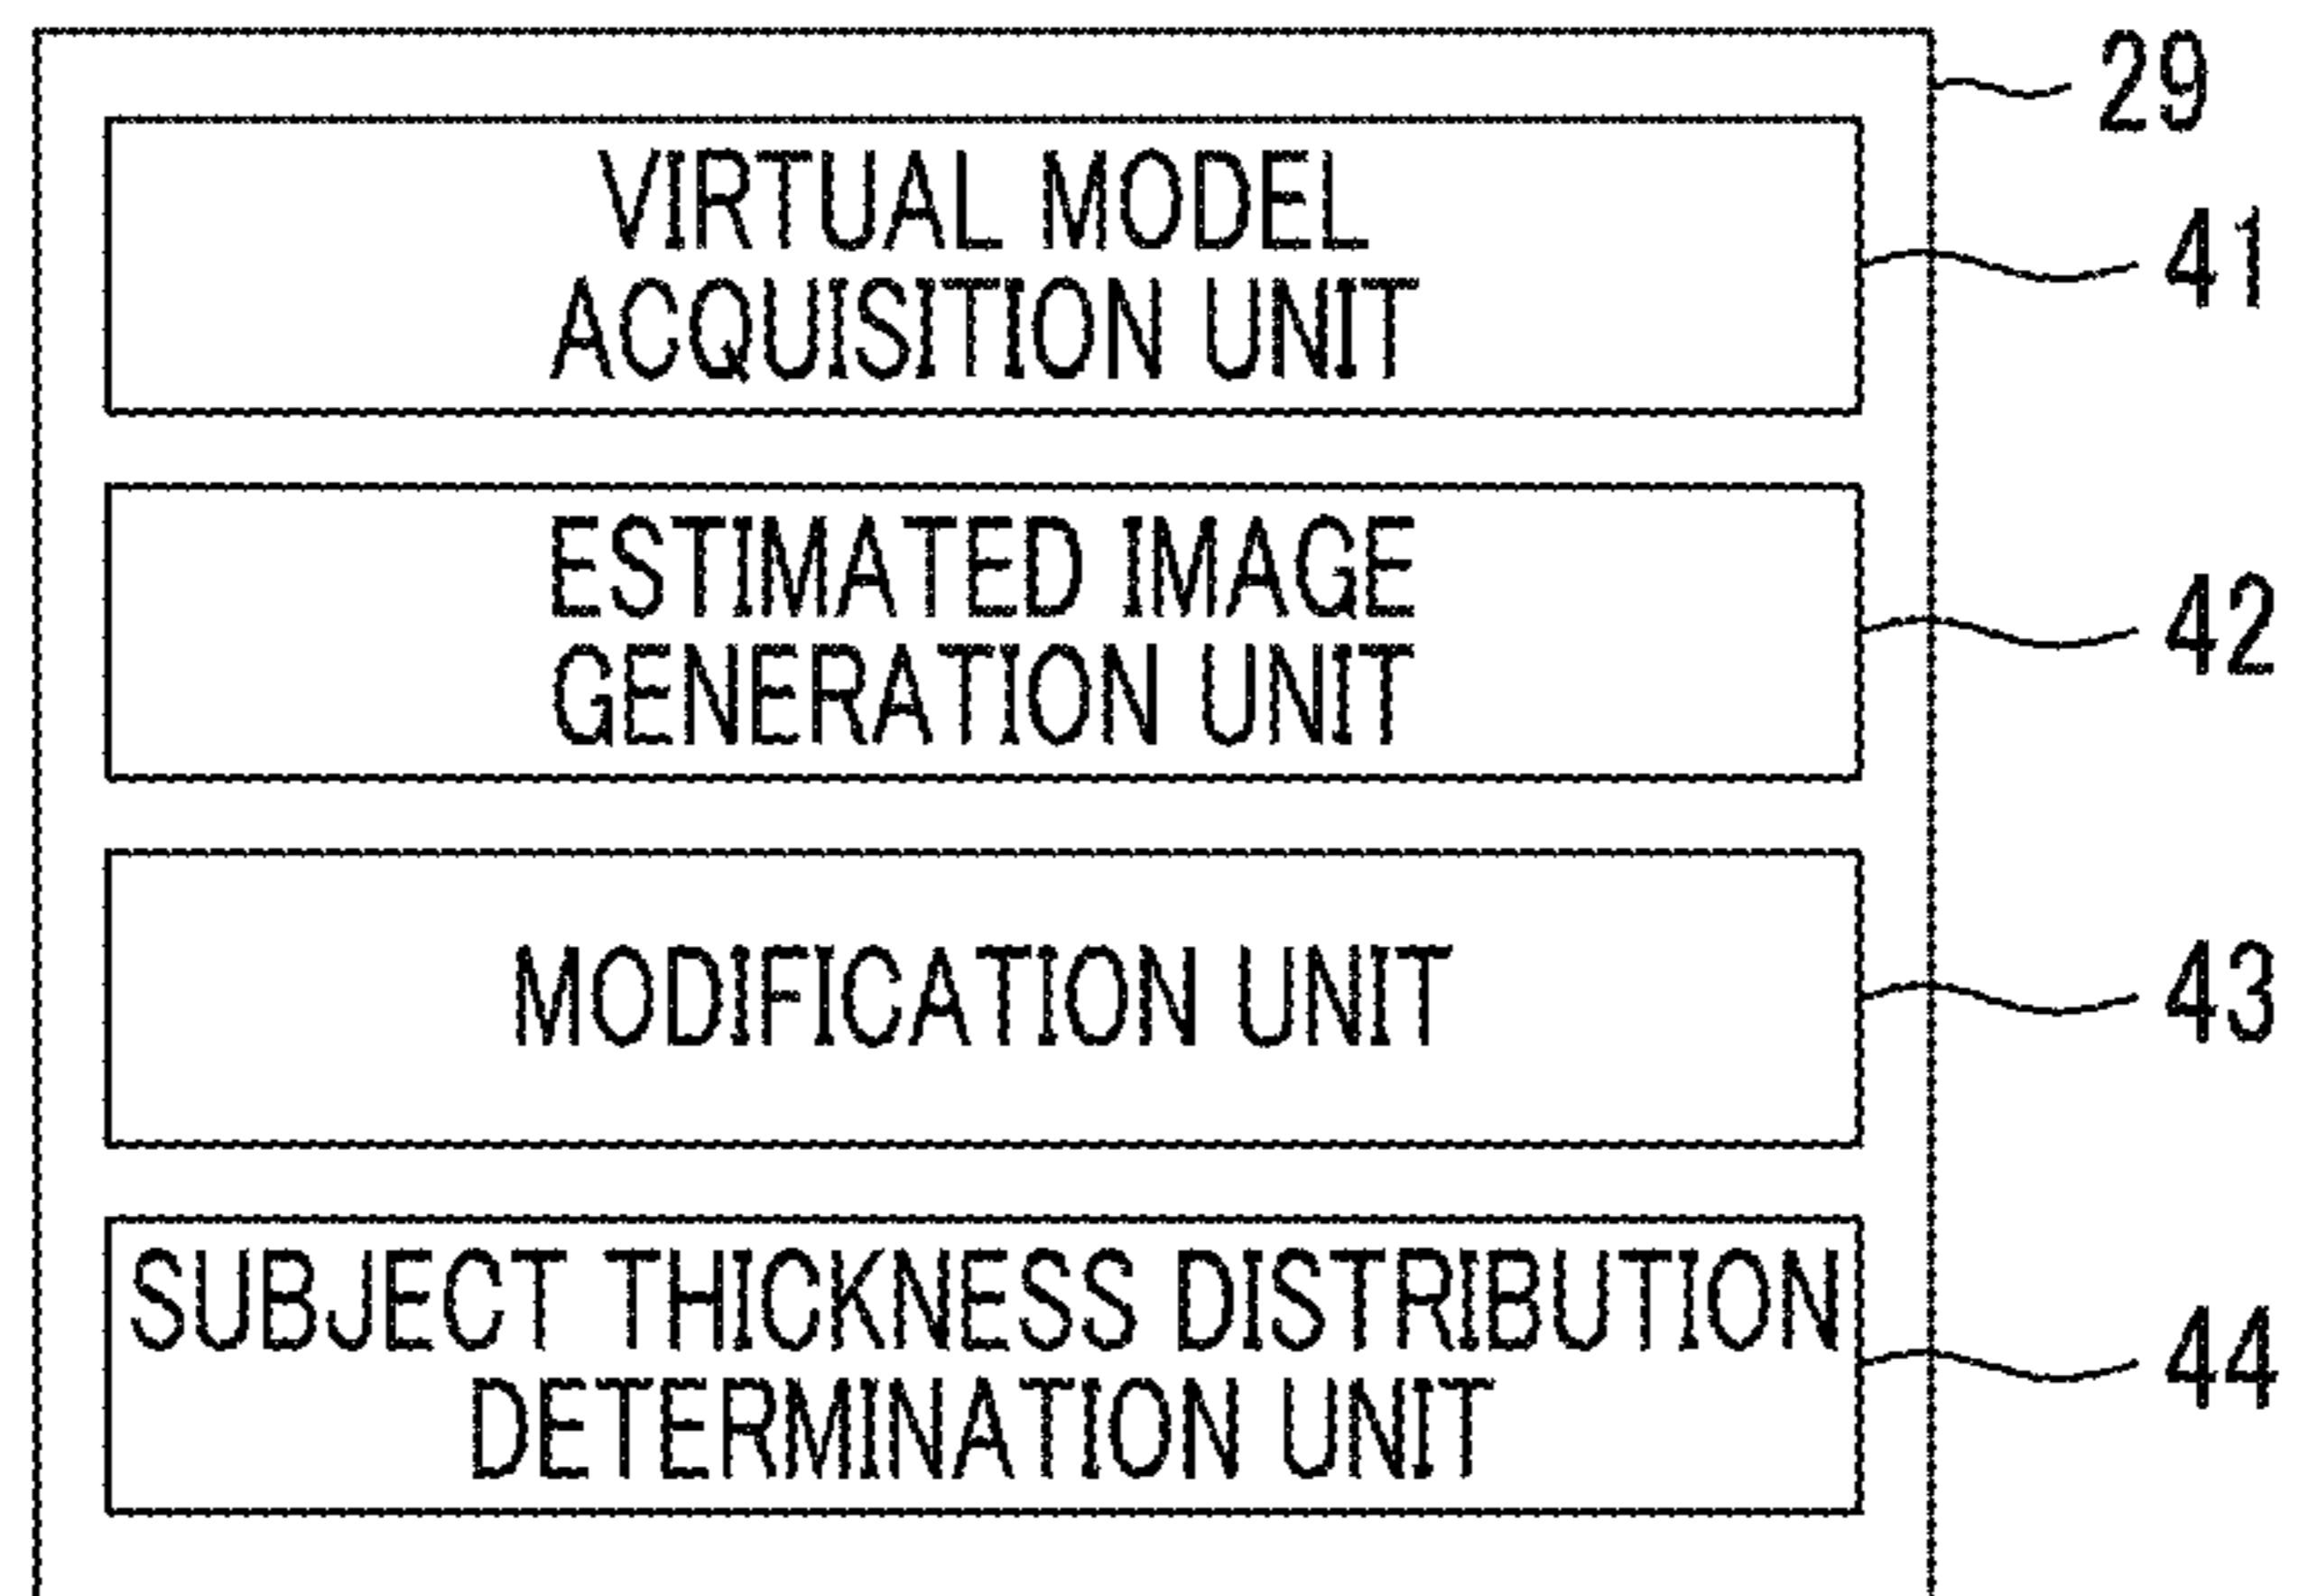 29
VIRTUAL MODEL
ACQUISITION UNIT
41
ESTIMATED IMAGE
GENERATION UNIT
42
MODIFICATION UNIT
43
SUBJECT THICKNESS DISTRIBUTION
DETERMINATION UNIT
44